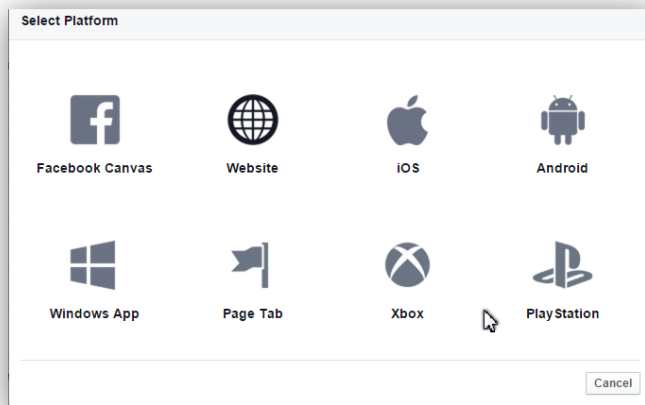 Select Platform
Facebook Canvas Website iOS Android
Windows App Page Tab Xbox PlayStation
Cancel